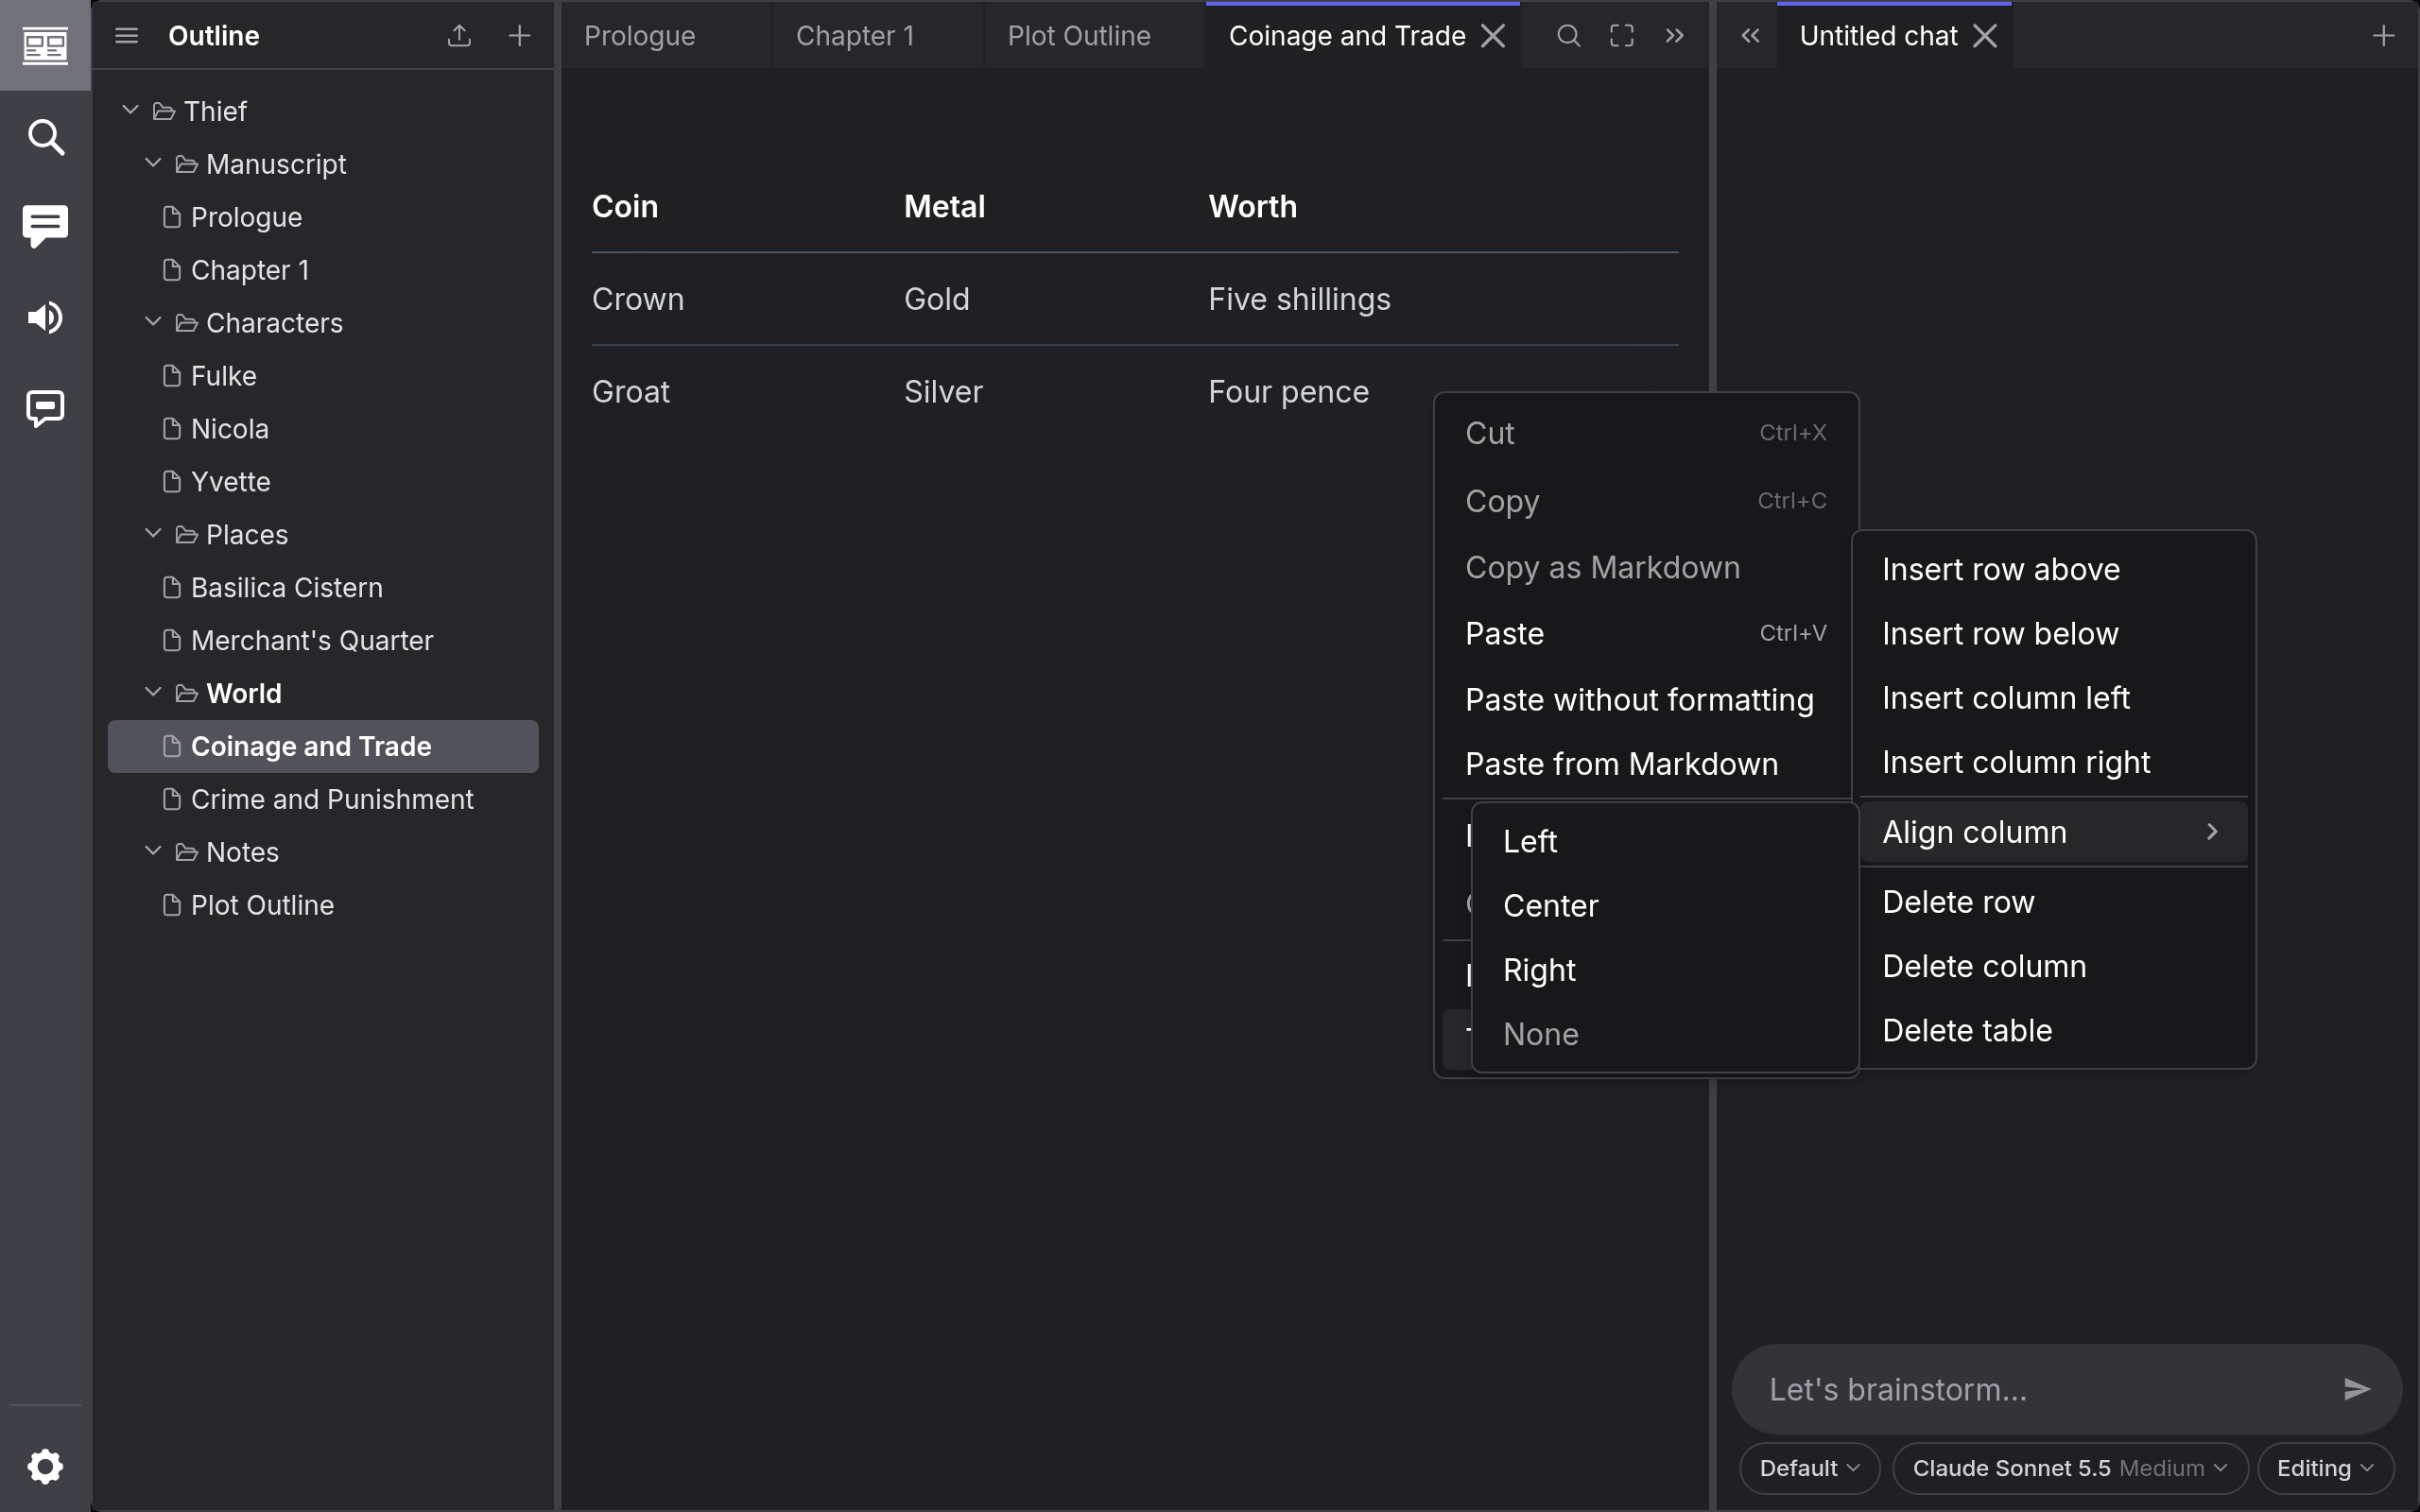 Outline
Prologue
Chapter 1
Plot Outline
Coinage and Trade
Untitled chat
Thief
Manuscript
Prologue
Chapter 1
Characters
Fulke
Nicola
Yvette
Places
Basilica Cistern
Merchant's Quarter
World
Coinage and Trade
Crime and Punishment
Notes
Plot Outline
Coin Metal Worth
Crown Gold Five shillings
Groat Silver Four pence
Cut Ctrl+X
Copy Ctrl+C
Copy as Markdown
Paste Ctrl+V
Paste without formatting
Paste from Markdown
Insert row above
Insert row below
Insert column left
Insert column right
Align column
Delete row
Delete column
Delete table
Left
Center
Right
None
Let's brainstorm...
Default
Claude Sonnet 5.5 Medium
Editing